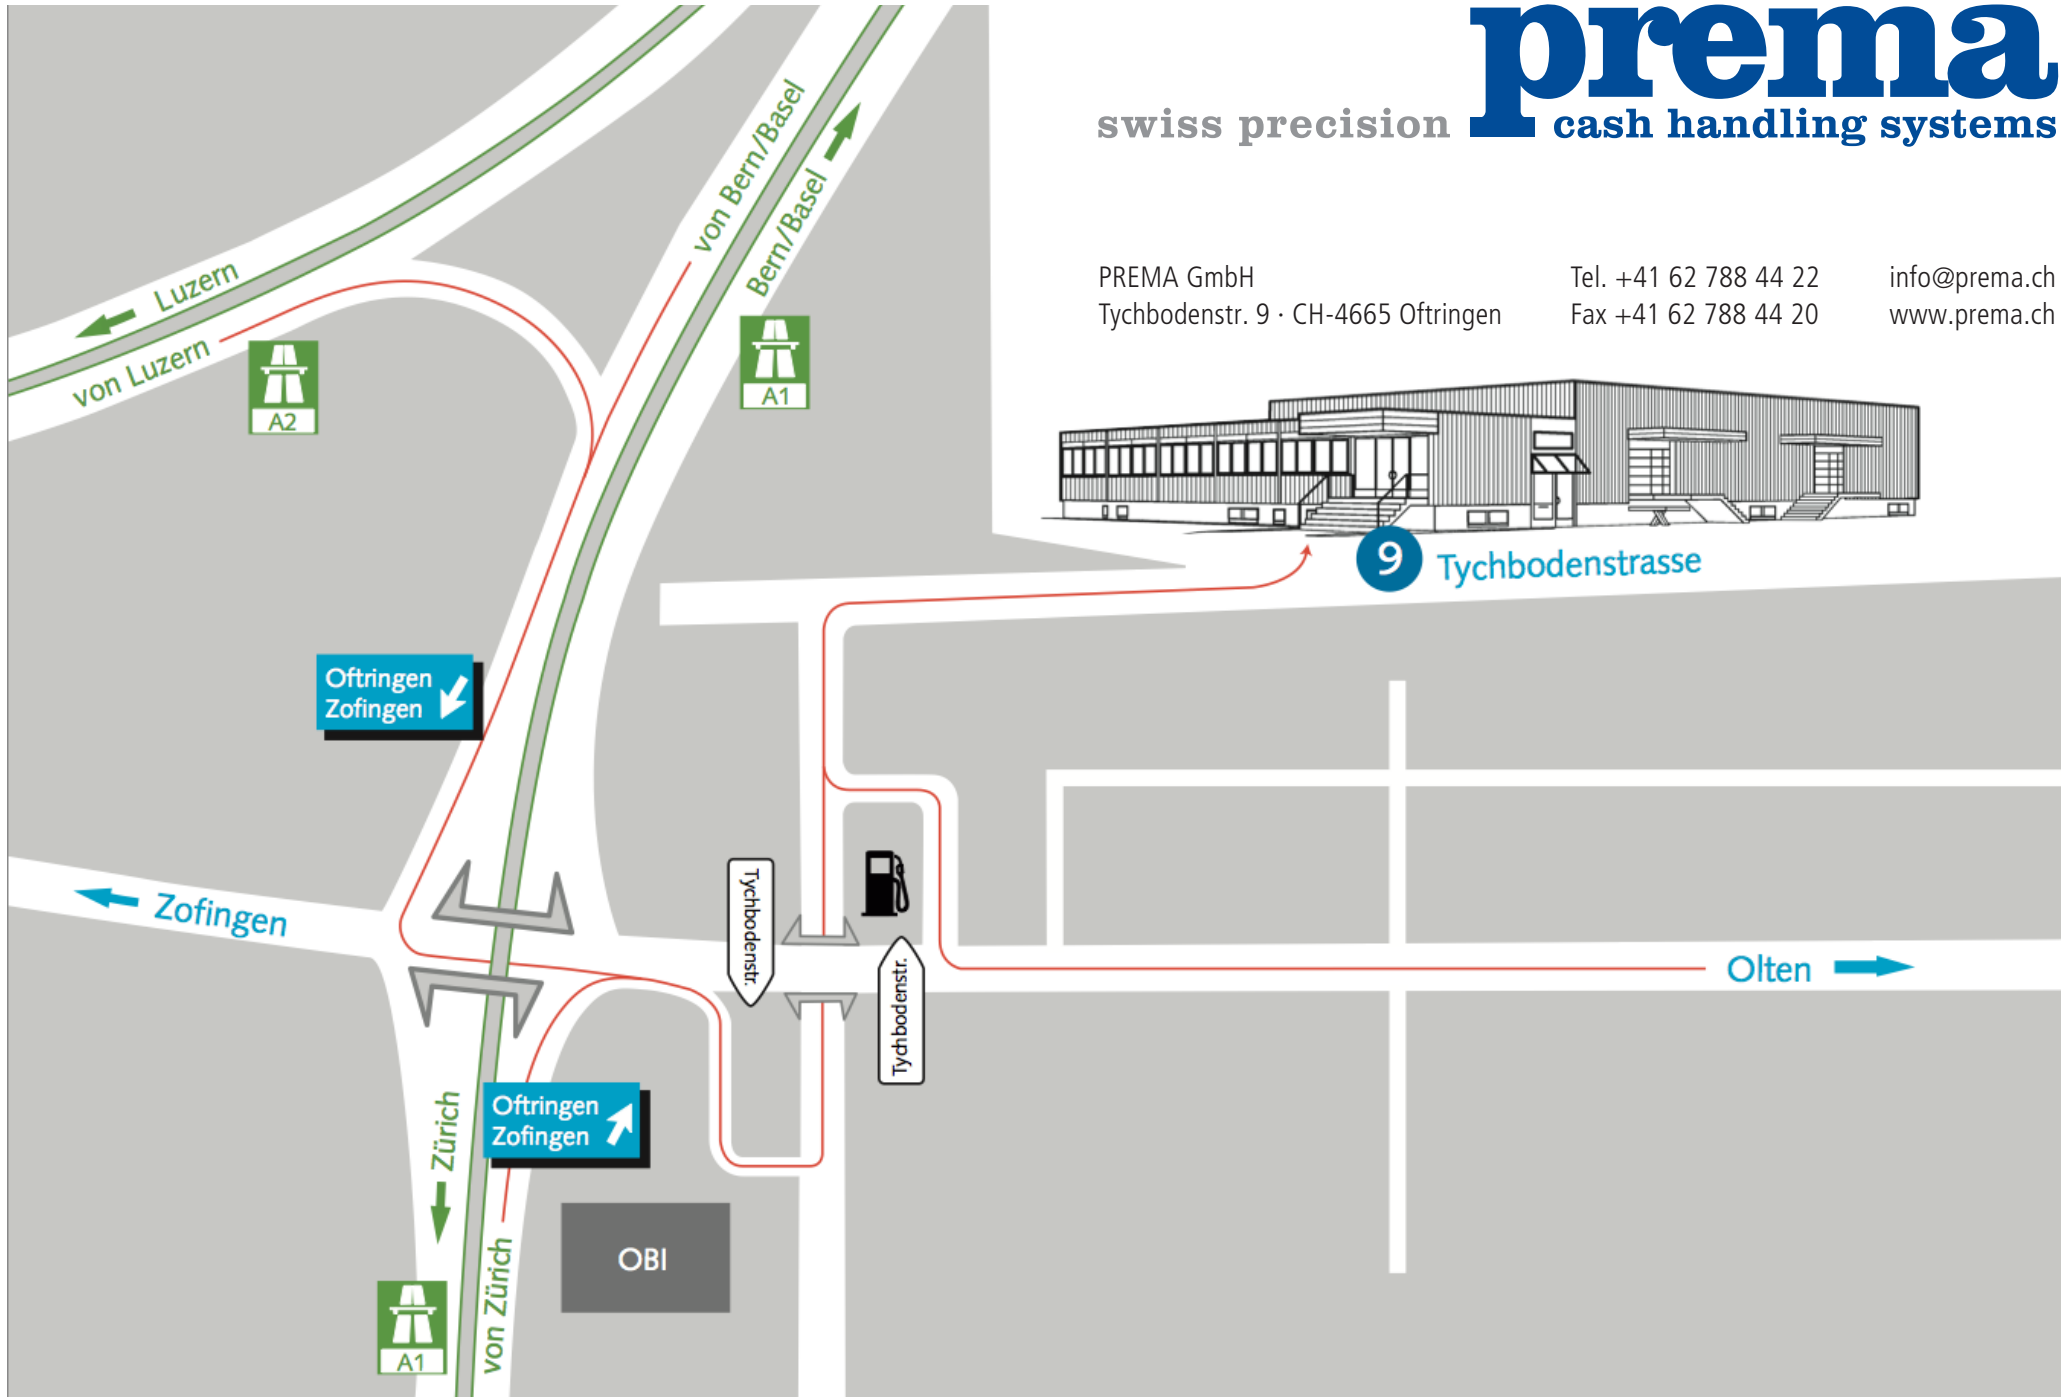 prema
swiss precision
cash handling systems
PREMA GmbH
Tychbodenstr. 9 · CH-4665 Oftringen
Tel. +41 62 788 44 22
Fax +41 62 788 44 20
info@prema.ch
www.prema.ch
von Bern/Basel
Bern/Basel
Luzern
von Luzern
A2
A1
9
Tychbodenstrasse
Oftringen
Zofingen
Zofingen
Tychbodenstr.
Tychbodenstr.
Olten
Zürich
Oftringen
Zofingen
von Zürich
OBI
A1